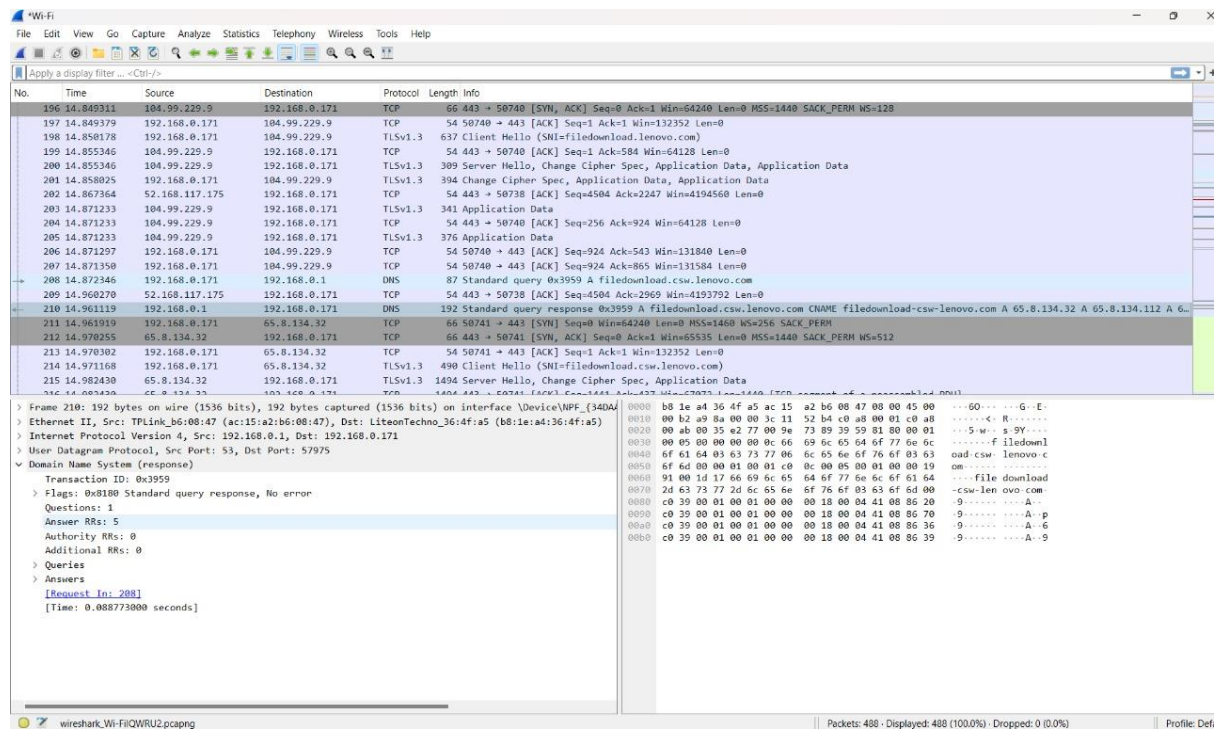 *Wi-Fi
File Edit View Go Capture Analyze Statistics Telephony Wireless Tools Help
Apply a display filter ... <Ctrl-/>
No. Time Source Destination Protocol Length Info
196 14.849311 104.99.229.9 192.168.0.171 TCP 66 443 → 50740 [SYN, ACK] Seq=0 Ack=1 Win=64240 Len=0 MSS=1440 SACK_PERM WS=128
197 14.849379 192.168.0.171 104.99.229.9 TCP 54 50740 → 443 [ACK] Seq=1 Ack=1 Win=132352 Len=0
198 14.850178 192.168.0.171 104.99.229.9 TLSv1.3 637 Client Hello (SNI=filedownload.lenovo.com)
199 14.855346 104.99.229.9 192.168.0.171 TCP 54 443 → 50740 [ACK] Seq=1 Ack=584 Win=64128 Len=0
200 14.855346 104.99.229.9 192.168.0.171 TLSv1.3 309 Server Hello, Change Cipher Spec, Application Data, Application Data
201 14.858025 192.168.0.171 104.99.229.9 TLSv1.3 394 Change Cipher Spec, Application Data, Application Data
202 14.867364 52.168.117.175 192.168.0.171 TCP 54 443 → 50738 [ACK] Seq=4504 Ack=2247 Win=4194560 Len=0
203 14.871233 104.99.229.9 192.168.0.171 TLSv1.3 341 Application Data
204 14.871233 104.99.229.9 192.168.0.171 TCP 54 443 → 50740 [ACK] Seq=256 Ack=924 Win=64128 Len=0
205 14.871233 104.99.229.9 192.168.0.171 TLSv1.3 376 Application Data
206 14.871297 192.168.0.171 104.99.229.9 TCP 54 50740 → 443 [ACK] Seq=924 Ack=543 Win=131840 Len=0
207 14.871350 192.168.0.171 104.99.229.9 TCP 54 50740 → 443 [ACK] Seq=924 Ack=865 Win=131584 Len=0
208 14.872346 192.168.0.171 192.168.0.1 DNS 87 Standard query 0x3959 A filedownload.csw.lenovo.com
209 14.960270 52.168.117.175 192.168.0.171 TCP 54 443 → 50738 [ACK] Seq=4504 Ack=2969 Win=4193792 Len=0
210 14.961119 192.168.0.1 192.168.0.171 DNS 192 Standard query response 0x3959 A filedownload.csw.lenovo.com CNAME filedownload-csw-lenovo.com A 65.8.134.32 A 65.8.134.112 A 6…
211 14.961919 192.168.0.171 65.8.134.32 TCP 66 50741 → 443 [SYN] Seq=0 Win=64240 Len=0 MSS=1460 WS=256 SACK_PERM
212 14.970255 65.8.134.32 192.168.0.171 TCP 66 443 → 50741 [SYN, ACK] Seq=0 Ack=1 Win=65535 Len=0 MSS=1440 SACK_PERM WS=512
213 14.970302 192.168.0.171 65.8.134.32 TCP 54 50741 → 443 [ACK] Seq=1 Ack=1 Win=132352 Len=0
214 14.971168 192.168.0.171 65.8.134.32 TLSv1.3 490 Client Hello (SNI=filedownload.csw.lenovo.com)
215 14.982430 65.8.134.32 192.168.0.171 TLSv1.3 1494 Server Hello, Change Cipher Spec, Application Data
Frame 210: 192 bytes on wire (1536 bits), 192 bytes captured (1536 bits) on interface \Device\NPF_{34DA
Ethernet II, Src: TPLink_b6:08:47 (ac:15:a2:b6:08:47), Dst: LiteonTechno_36:4f:a5 (b8:1e:a4:36:4f:a5)
Internet Protocol Version 4, Src: 192.168.0.1, Dst: 192.168.0.171
User Datagram Protocol, Src Port: 53, Dst Port: 57975
Domain Name System (response)
Transaction ID: 0x3959
Flags: 0x8180 Standard query response, No error
Questions: 1
Answer RRs: 5
Authority RRs: 0
Additional RRs: 0
Queries
Answers
[Request In: 208]
[Time: 0.088773000 seconds]
0000 b8 1e a4 36 4f a5 ac 15 a2 b6 08 47 08 00 45 00 ···6O··· ···G··E·
0010 00 b2 a9 8a 00 00 3c 11 52 b4 c0 a8 00 01 c0 a8 ······<· R·······
0020 00 ab 00 35 e2 77 00 9e 73 89 39 59 81 80 00 01 ···5·w·· s·9Y····
0030 00 05 00 00 00 00 0c 66 69 6c 65 64 6f 77 6e 6c ·······f iledownl
0040 6f 61 64 03 63 73 77 06 6c 65 6e 6f 76 6f 03 63 oad·csw· lenovo·c
0050 6f 6d 00 00 01 00 01 c0 0c 00 05 00 01 00 00 19 om······ ········
0060 91 00 1d 17 66 69 6c 65 64 6f 77 6e 6c 6f 61 64 ····file download
0070 2d 63 73 77 2d 6c 65 6e 6f 76 6f 03 63 6f 6d 00 -csw-len ovo·com·
0080 c0 39 00 01 00 01 00 00 00 18 00 04 41 08 86 20 ·9······ ····A··
0090 c0 39 00 01 00 01 00 00 00 18 00 04 41 08 86 70 ·9······ ····A··p
00a0 c0 39 00 01 00 01 00 00 00 18 00 04 41 08 86 36 ·9······ ····A··6
00b0 c0 39 00 01 00 01 00 00 00 18 00 04 41 08 86 39 ·9······ ····A··9
wireshark_Wi-FiIQWRU2.pcapng Packets: 488 · Displayed: 488 (100.0%) · Dropped: 0 (0.0%) Profile: Defa